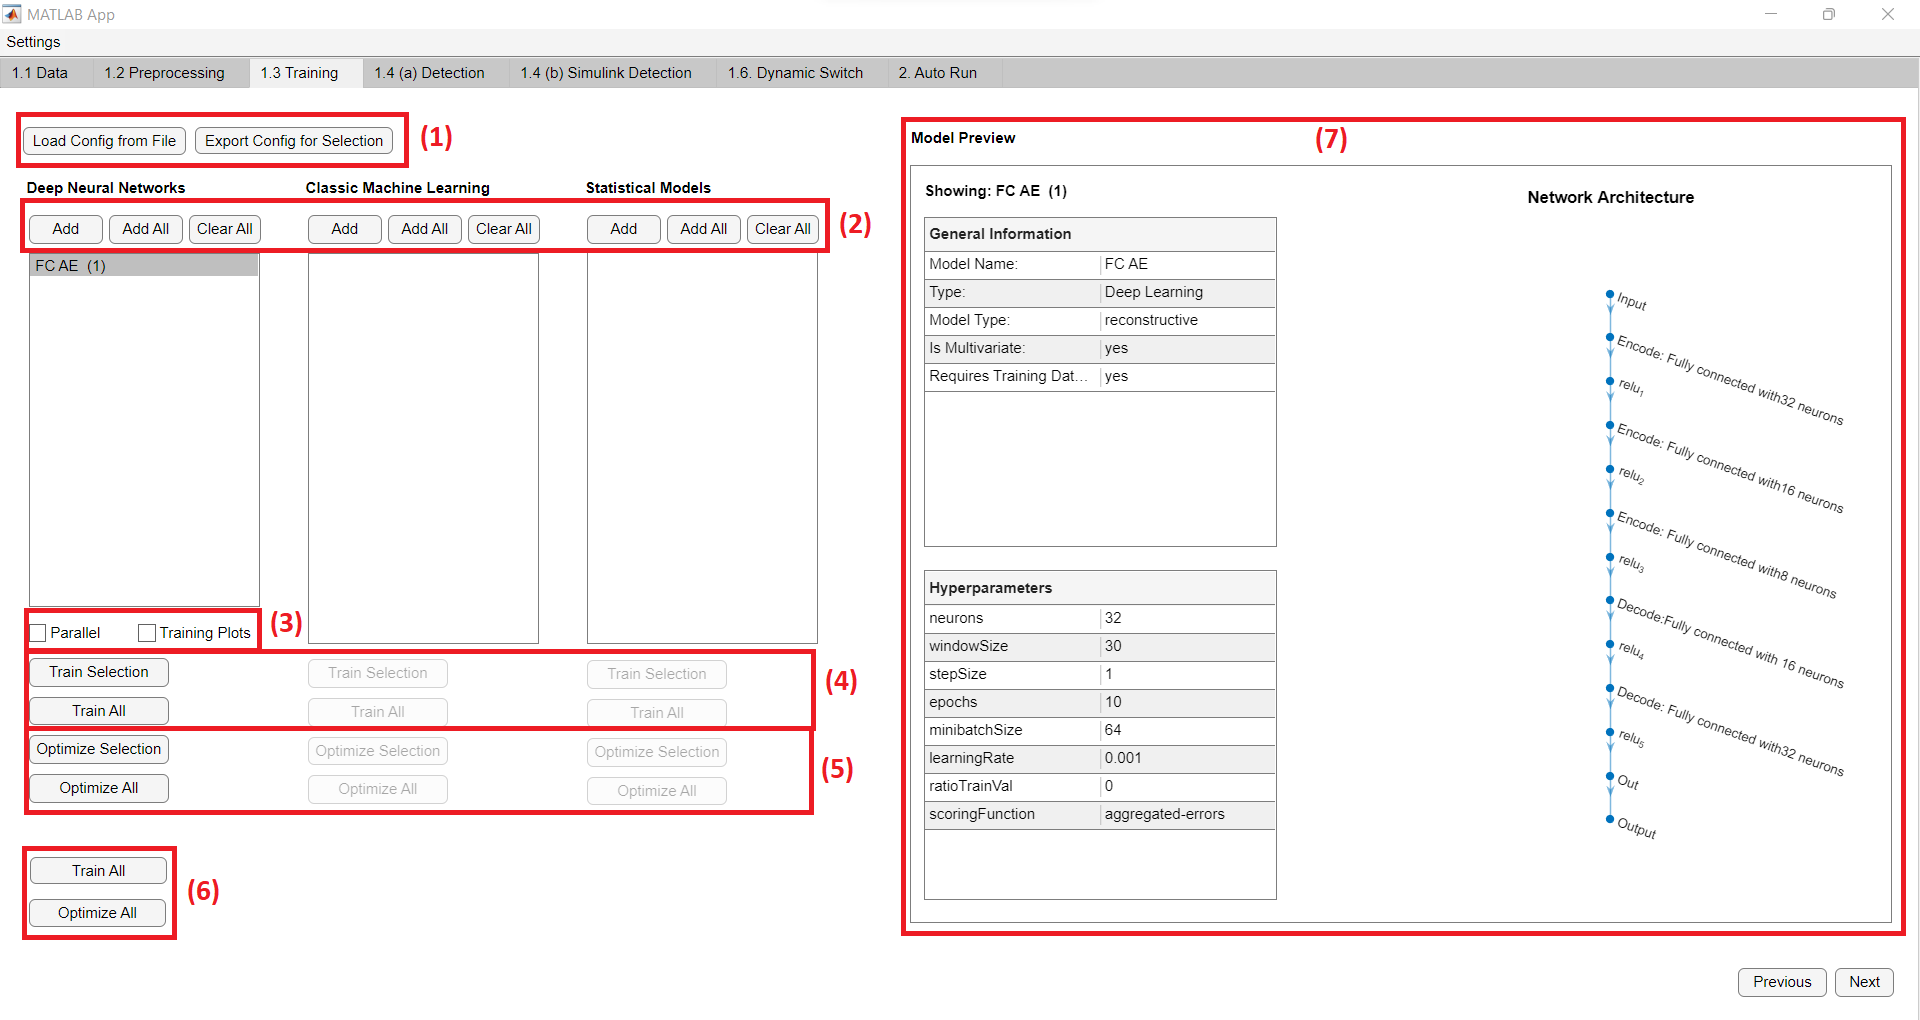 MATLAB App
Settings
1.1 Data 1.2 Preprocessing 1.3 Training 1.4 (a) Detection 1.4 (b) Simulink Detection 1.6. Dynamic Switch 2. Auto Run
Load Config from File Export Config for Selection (1)
Deep Neural Networks Classic Machine Learning Statistical Models
Add Add All Clear All Add Add All Clear All Add Add All Clear All (2)
FC AE (1)
Parallel Training Plots (3)
Train Selection Train Selection Train Selection (4)
Train All Train All Train All
Optimize Selection Optimize Selection Optimize Selection (5)
Optimize All Optimize All Optimize All
Train All (6)
Optimize All
Model Preview (7)
Showing: FC AE (1)
General Information
Model Name: FC AE
Type: Deep Learning
Model Type: reconstructive
Is Multivariate: yes
Requires Training Dat... yes
Hyperparameters
neurons 32
windowSize 30
stepSize 1
epochs 10
minibatchSize 64
learningRate 0.001
ratioTrainVal 0
scoringFunction aggregated-errors
Network Architecture
Input
Encode: Fully connected with32 neurons
relu1
Encode: Fully connected with16 neurons
relu2
Encode: Fully connected with8 neurons
relu3
Decode:Fully connected with 16 neurons
relu4
Decode: Fully connected with32 neurons
relu5
Out
Output
Previous Next